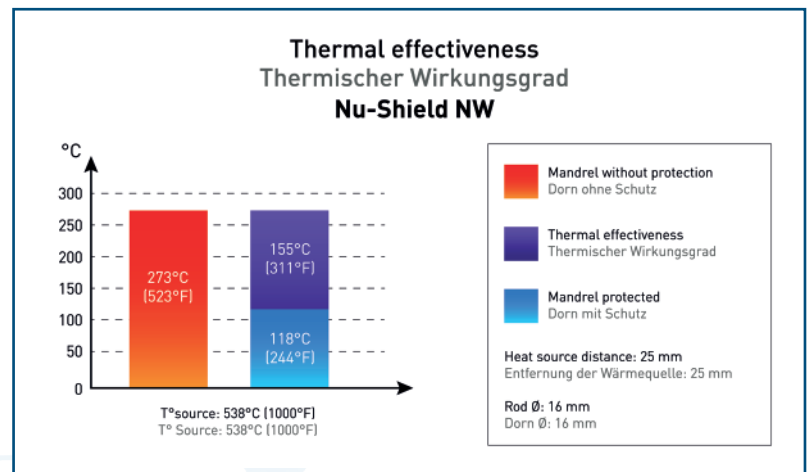 Thermal effectiveness
Thermischer Wirkungsgrad
Nu-Shield NW
°C
300
250
200
150
100
50
0
273°C
(523°F)
155°C
(311°F)
118°C
(244°F)
T°source: 538°C (1000°F)
T° Source: 538°C (1000°F)
Mandrel without protection
Dorn ohne Schutz
Thermal effectiveness
Thermischer Wirkungsgrad
Mandrel protected
Dorn mit Schutz
Heat source distance: 25 mm
Entfernung der Wärmequelle: 25 mm
Rod Ø: 16 mm
Dorn Ø: 16 mm